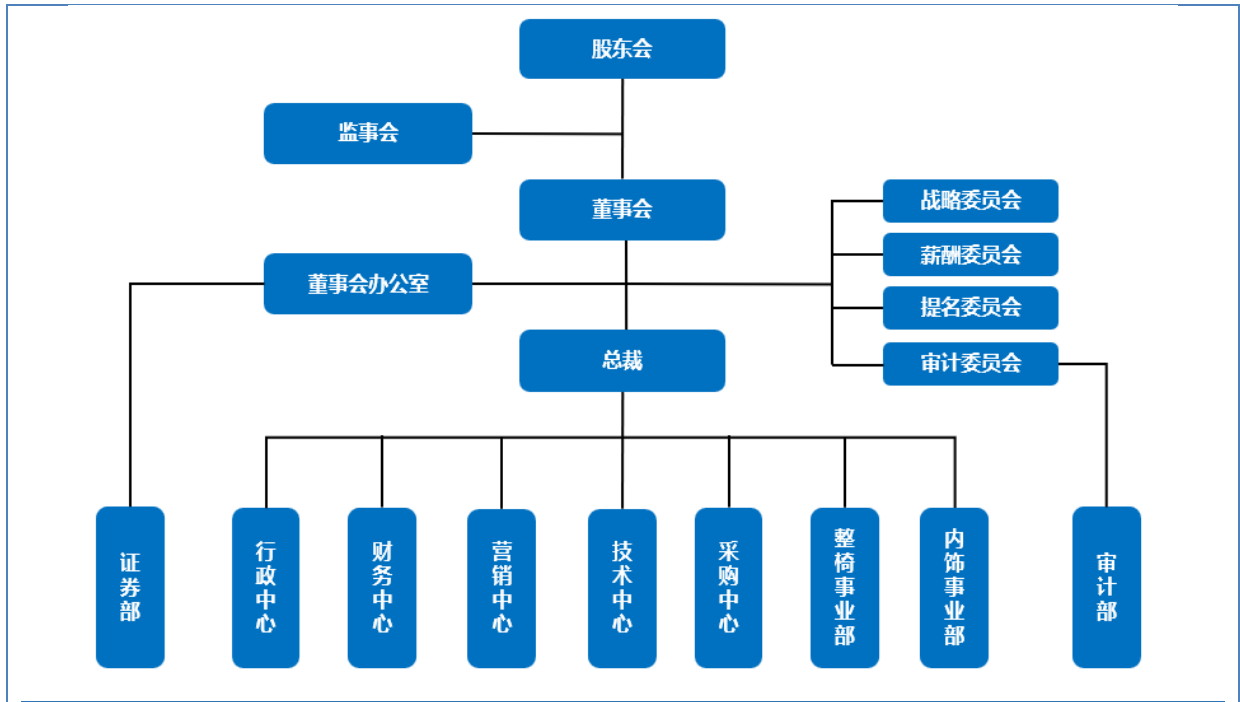 股东会
监事会
董事会
战略委员会
薪酬委员会
董事会办公室
提名委员会
总裁
审计委员会
证券部
行政中心
财务中心
营销中心
技术中心
采购中心
整椅事业部
内饰事业部
审计部